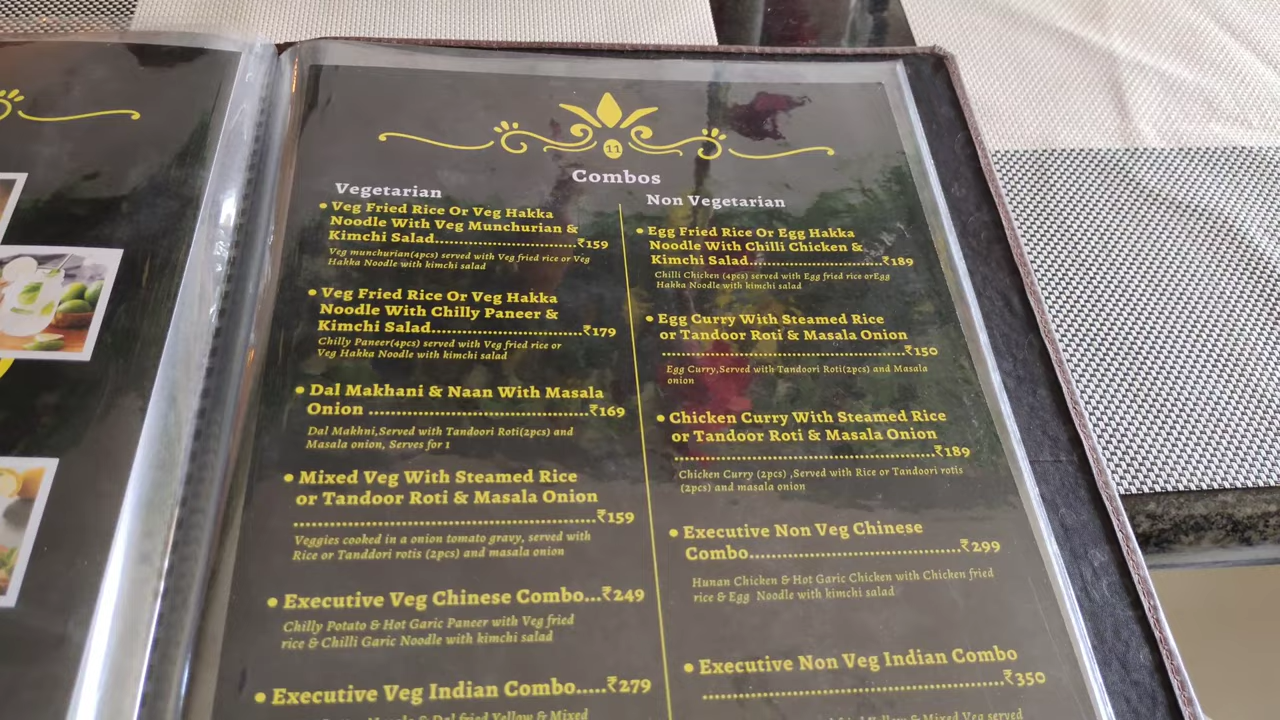 11
Combos
Vegetarian
• Veg Fried Rice Or Veg Hakka
Noodle With Veg Munchurian &
Kimchi Salad..............................₹159
Veg munchurian(4pcs) served with Veg fried rice or Veg
Hakka Noodle with kimchi salad
• Veg Fried Rice Or Veg Hakka
Noodle With Chilly Paneer &
Kimchi Salad................................₹179
Chilly Paneer(4pcs) served with Veg fried rice or
Veg Hakka Noodle with kimchi salad
• Dal Makhani & Naan With Masala
Onion ..............................................₹169
Dal Makhni,Served with Tandoori Roti(2pcs) and
Masala onion, Serves for 1
• Mixed Veg With Steamed Rice
or Tandoor Roti & Masala Onion
..............................................................₹159
Veggies cooked in a onion tomato gravy, served with
Rice or Tanddori rotis (2pcs) and masala onion
• Executive Veg Chinese Combo...₹249
Chilly Potato & Hot Garic Paneer with Veg fried
rice & Chilli Garic Noodle with kimchi salad
• Executive Veg Indian Combo.....₹279
& Dal fried Yellow & Mixed
Non Vegetarian
• Egg Fried Rice Or Egg Hakka
Noodle With Chilli Chicken &
Kimchi Salad............................₹189
Chilli Chicken (4pcs) served with Egg fried rice orEgg
Hakka Noodle with kimchi salad
• Egg Curry With Steamed Rice
or Tandoor Roti & Masala Onion
......................................................₹150
Egg Curry,Served with Tandoori Roti(2pcs) and Masala
onion
• Chicken Curry With Steamed Rice
or Tandoor Roti & Masala Onion
......................................................₹189
Chicken Curry (2pcs) ,Served with Rice or Tandoori rotis
(2pcs) and masala onion
• Executive Non Veg Chinese
Combo.............................................₹299
Hunan Chicken & Hot Garic Chicken with Chicken fried
rice & Egg Noodle with kimchi salad
• Executive Non Veg Indian Combo
..............................................................₹350
& Mixed Veg served